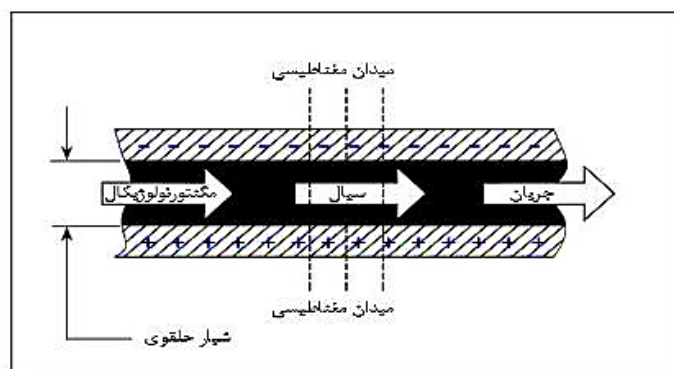 میدان مغناطیسی
مگنتورئولوژیکال
سیال
جریان
میدان مغناطیسی
شیار حلقوی